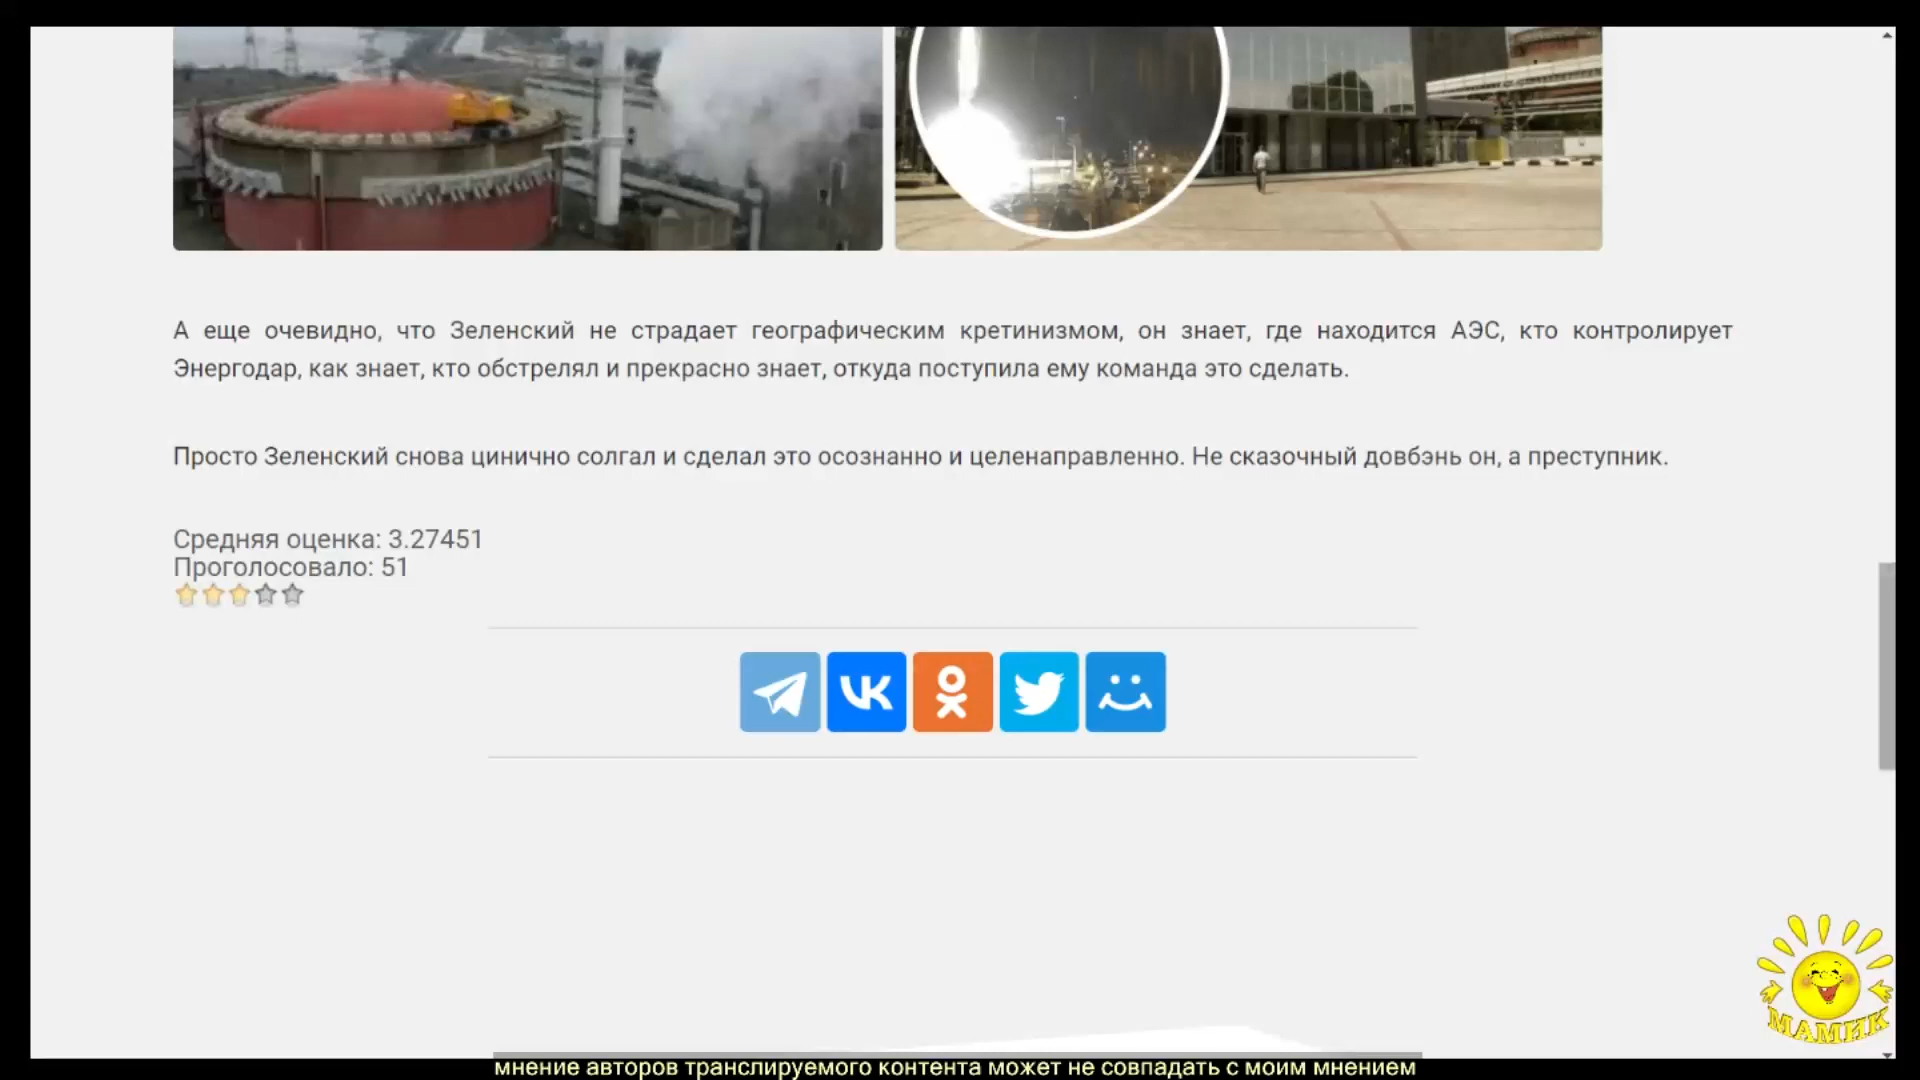 А еще очевидно, что Зеленский не страдает географическим кретинизмом, он знает, где находится АЭС, кто контролирует
Энергодар, как знает, кто обстрелял и прекрасно знает, откуда поступила ему команда это сделать.
Просто Зеленский снова цинично солгал и сделал это осознанно и целенаправленно. Не сказочный довбэнь он, а преступник.
Средняя оценка: 3.27451
Проголосовало: 51
МАМИК
мнение авторов транслируемого контента может не совпадать с моим мнением